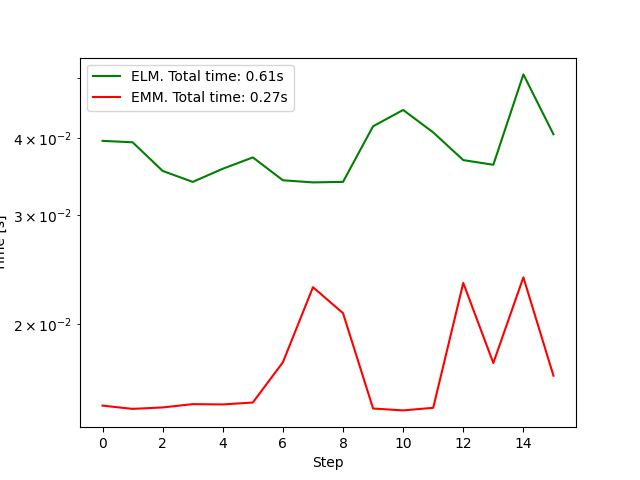 ELM. Total time: 0.61s
EMM. Total time: 0.27s
4 × 10⁻²
3 × 10⁻²
2 × 10⁻²
Time [s]
0 2 4 6 8 10 12 14
Step